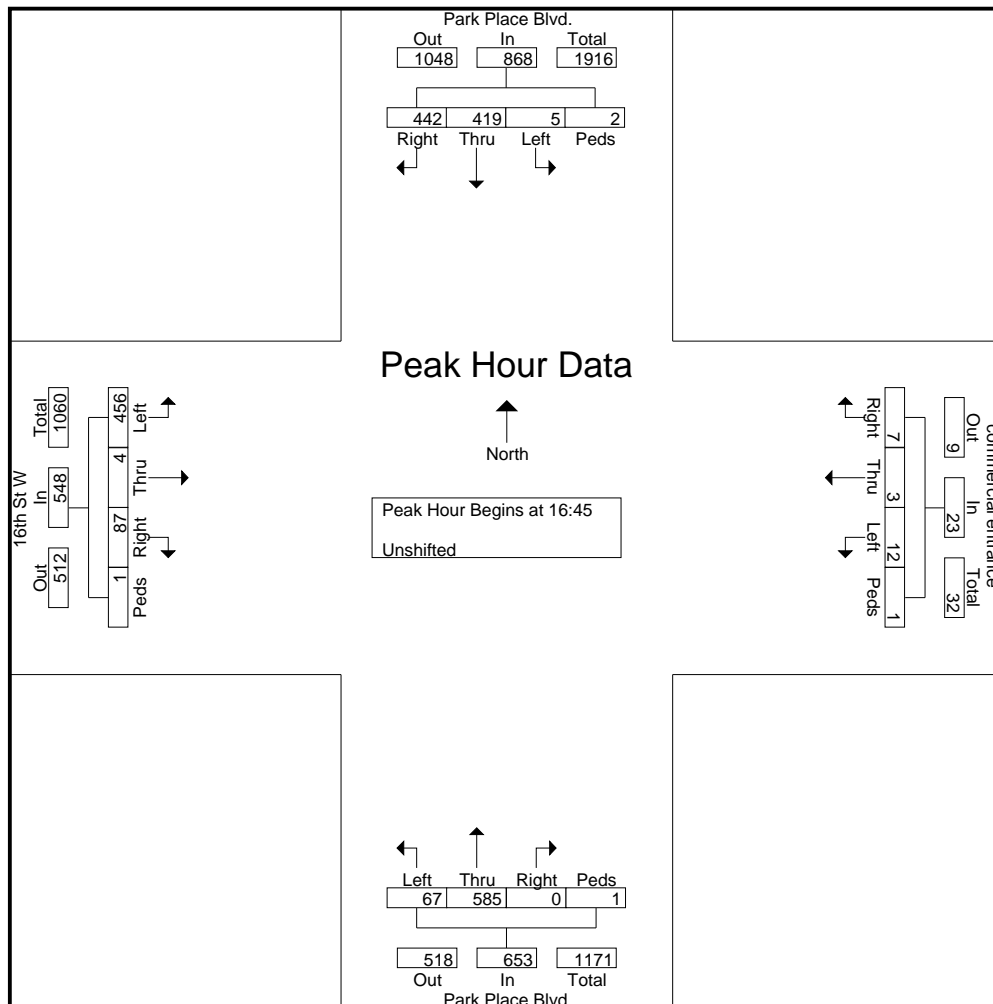 Park Place Blvd.
Out In Total
1048 868 1916
442 419 5 2
Right Thru Left Peds
Peak Hour Data
North
Peak Hour Begins at 16:45
Unshifted
16th St W
Total In Out
1060 548 512
456 4 87 1
Left Thru Right Peds
Right Thru Left Peds
7 3 12 1
Out In Total
9 23 32
commercial entrance
Left Thru Right Peds
67 585 0 1
518 653 1171
Out In Total
Park Place Blvd.